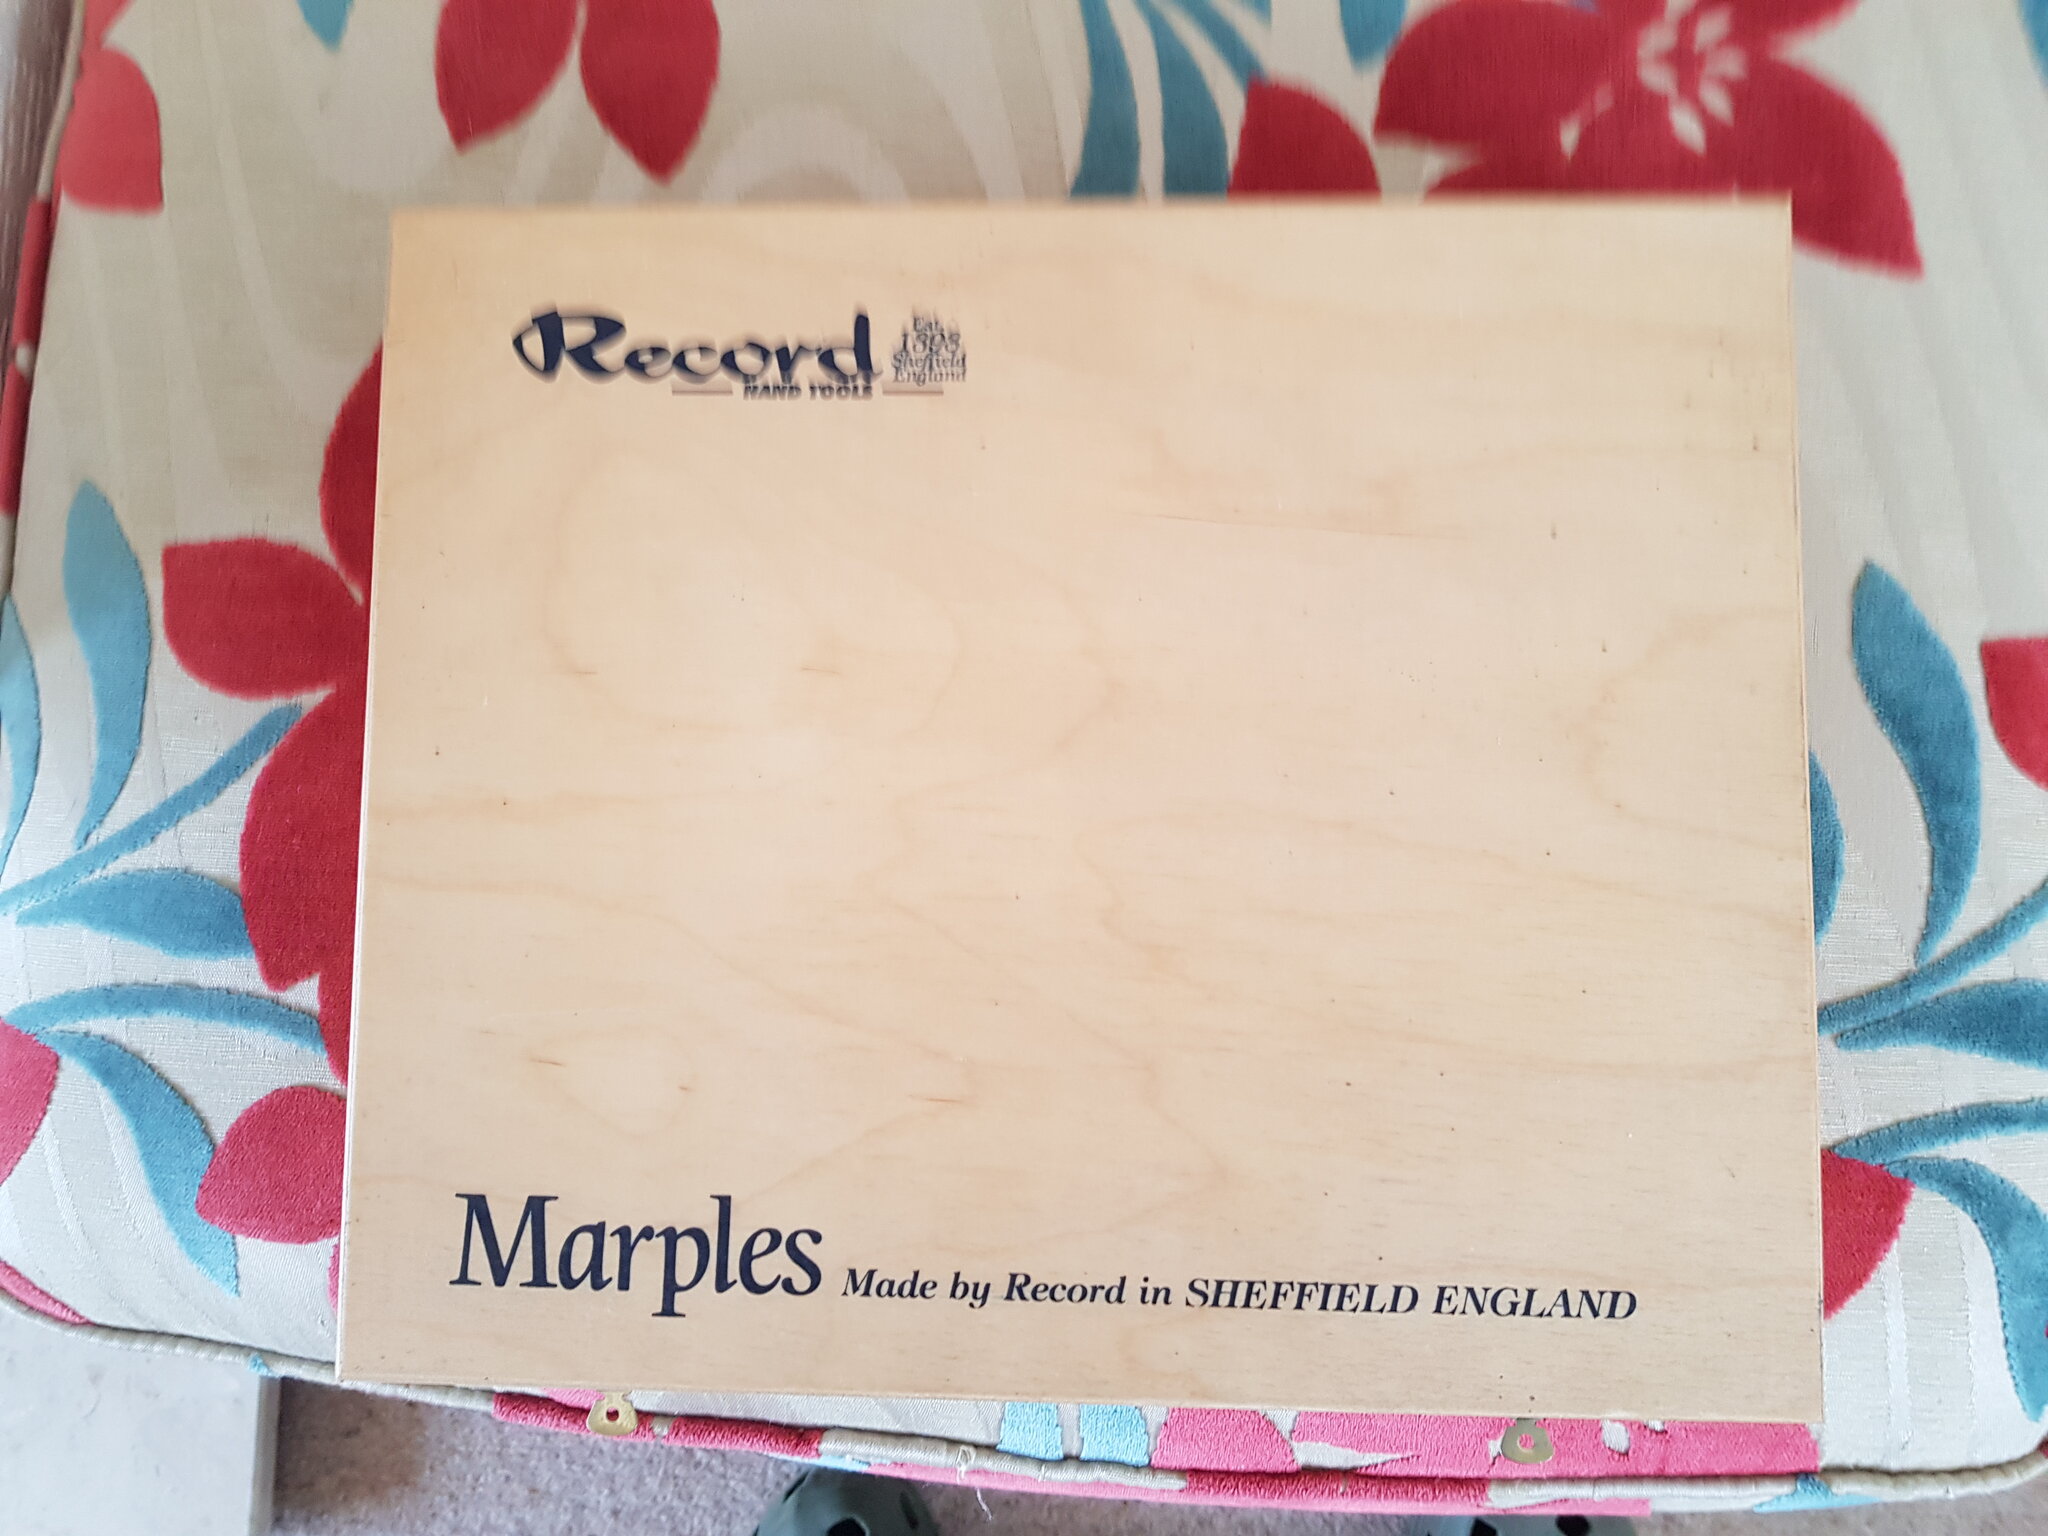 Record
HAND TOOLS
Est.
1898
Sheffield
England
Marples Made by Record in SHEFFIELD ENGLAND